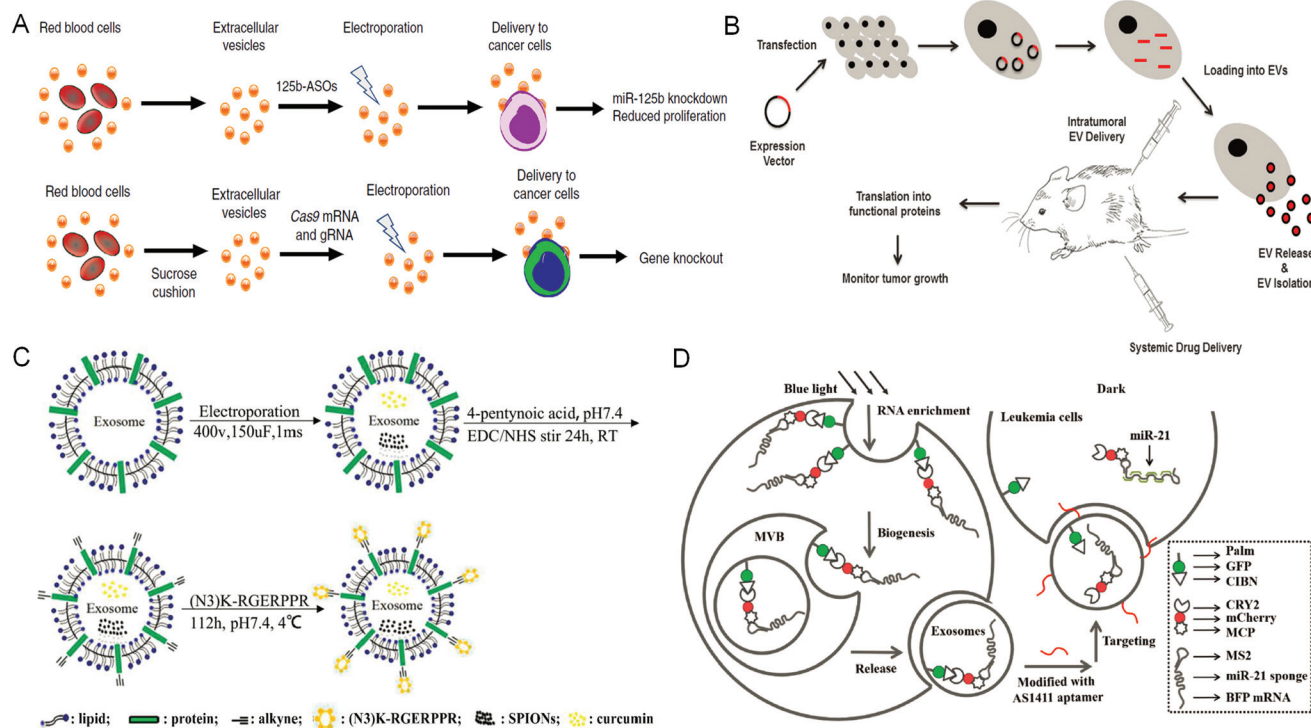 A
Red blood cells
Extracellular
vesicles
Electroporation
Delivery to
cancer cells
125b-ASOs
miR-125b knockdown
Reduced proliferation
Red blood cells
Extracellular
vesicles
Electroporation
Delivery to
cancer cells
Cas9 mRNA
and gRNA
Gene knockout
Sucrose
cushion
B
Transfection
Expression
Vector
Loading into EVs
Intratumoral
EV Delivery
Translation into
functional proteins
Monitor tumor growth
EV Release
&
EV Isolation
Systemic Drug Delivery
C
Exosome
Electroporation
400v,150uF,1ms
Exosome
4-pentynoic acid, pH7.4
EDC/NHS stir 24h, RT
Exosome
(N3)K-RGERPPR
112h, pH7.4, 4℃
Exosome
: lipid;
: protein;
: alkyne;
: (N3)K-RGERPPR;
: SPIONs;
: curcumin
D
Blue light
RNA enrichment
Dark
Leukemia cells
miR-21
MVB
Biogenesis
Release
Exosomes
Modified with
AS1411 aptamer
Targeting
Palm
GFP
CIBN
CRY2
mCherry
MCP
MS2
miR-21 sponge
BFP mRNA